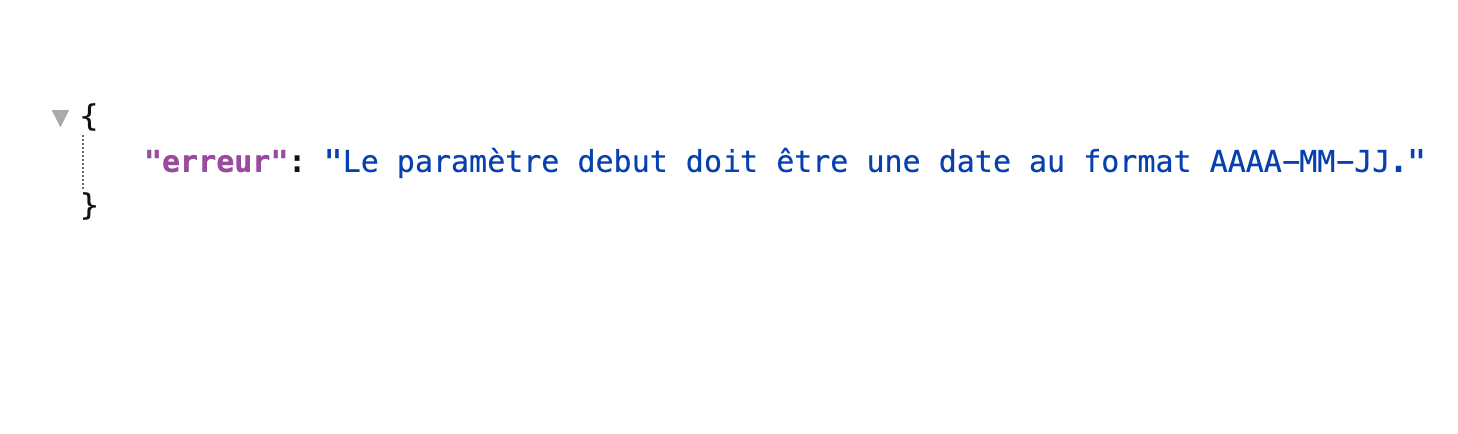 {
"erreur": "Le paramètre debut doit être une date au format AAAA-MM-JJ."
}